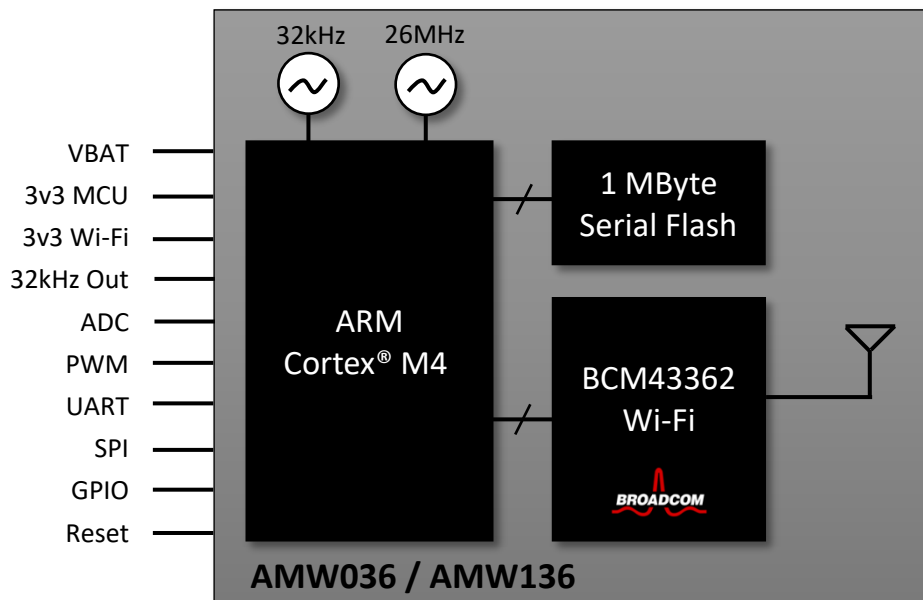 32kHz 26MHz
VBAT
3v3 MCU
3v3 Wi-Fi
32kHz Out
ADC
PWM
UART
SPI
GPIO
Reset
ARM
Cortex® M4
1 MByte
Serial Flash
BCM43362
Wi-Fi
BROADCOM
AMW036 / AMW136